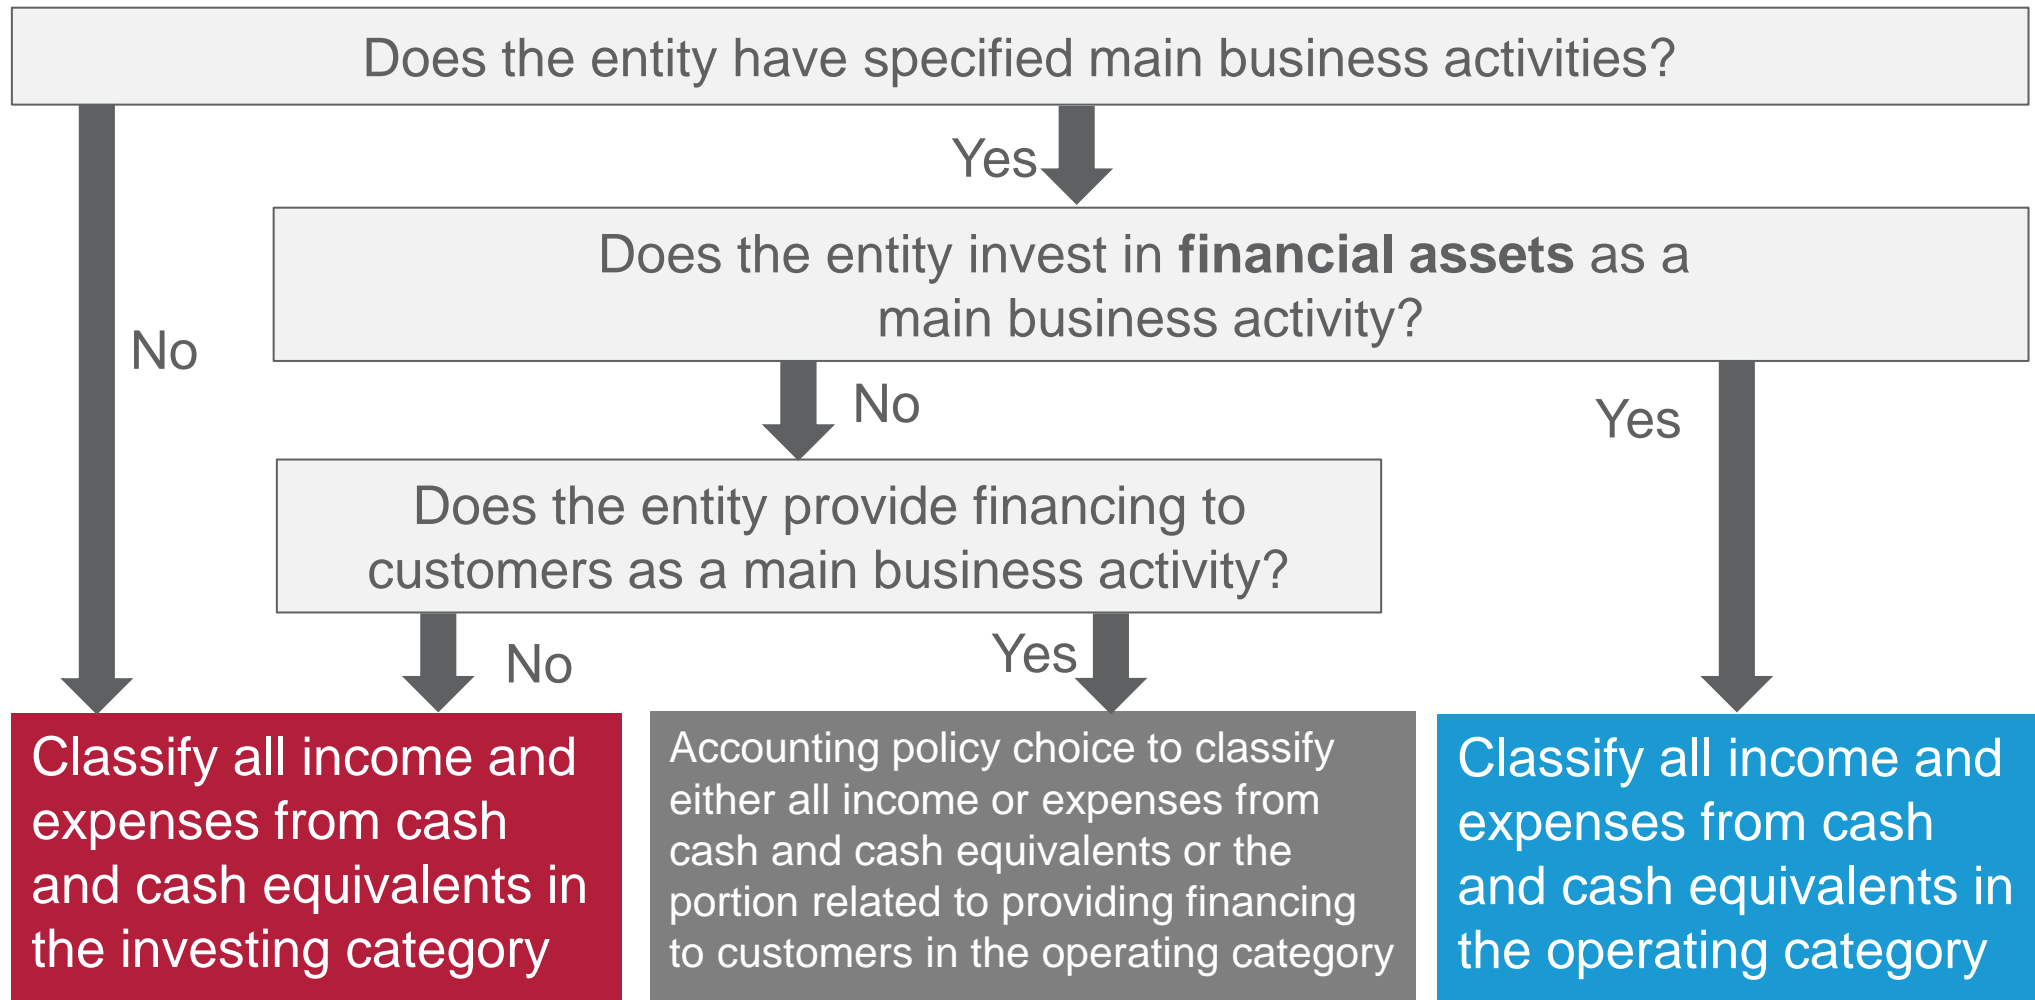 Does the entity have specified main business activities?
Yes
Does the entity invest in financial assets as a
main business activity?
No
No
Yes
Does the entity provide financing to
customers as a main business activity?
No
Yes
Classify all income and
expenses from cash
and cash equivalents in
the investing category
Accounting policy choice to classify
either all income or expenses from
cash and cash equivalents or the
portion related to providing financing
to customers in the operating category
Classify all income and
expenses from cash
and cash equivalents in
the operating category